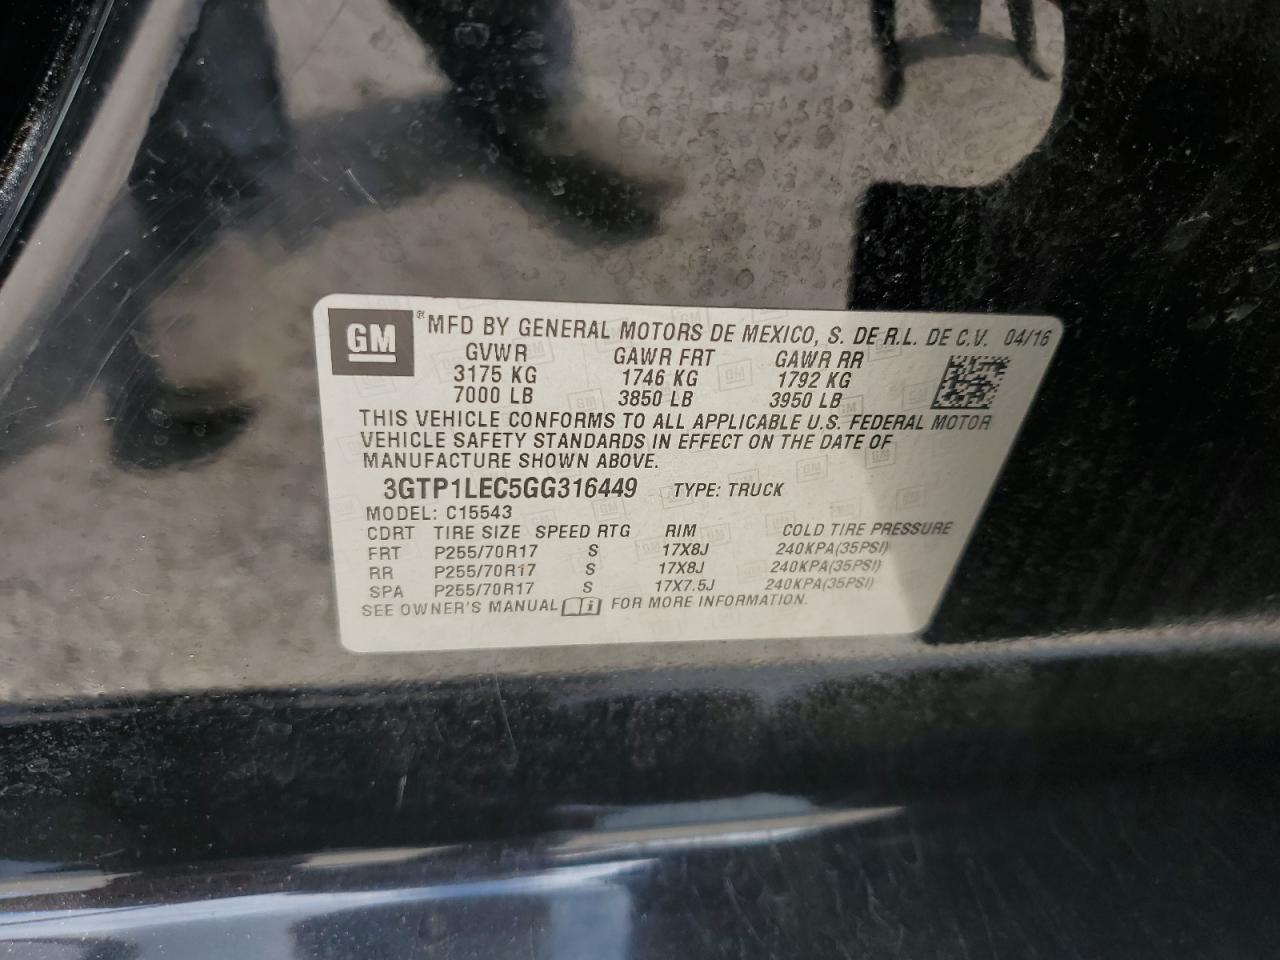 GM ® MFD BY GENERAL MOTORS DE MEXICO, S. DE R.L. DE C.V. 04/16
GVWR GAWR FRT GAWR RR
3175 KG 1746 KG 1792 KG
7000 LB 3850 LB 3950 LB
THIS VEHICLE CONFORMS TO ALL APPLICABLE U.S. FEDERAL MOTOR
VEHICLE SAFETY STANDARDS IN EFFECT ON THE DATE OF
MANUFACTURE SHOWN ABOVE.
3GTP1LEC5GG316449 TYPE: TRUCK
MODEL: C15543
CDRT TIRE SIZE SPEED RTG RIM COLD TIRE PRESSURE
FRT P255/70R17 S 17X8J 240KPA(35PSI)
RR P255/70R17 S 17X8J 240KPA(35PSI)
SPA P255/70R17 S 17X7.5J 240KPA(35PSI)
SEE OWNER'S MANUAL FOR MORE INFORMATION.